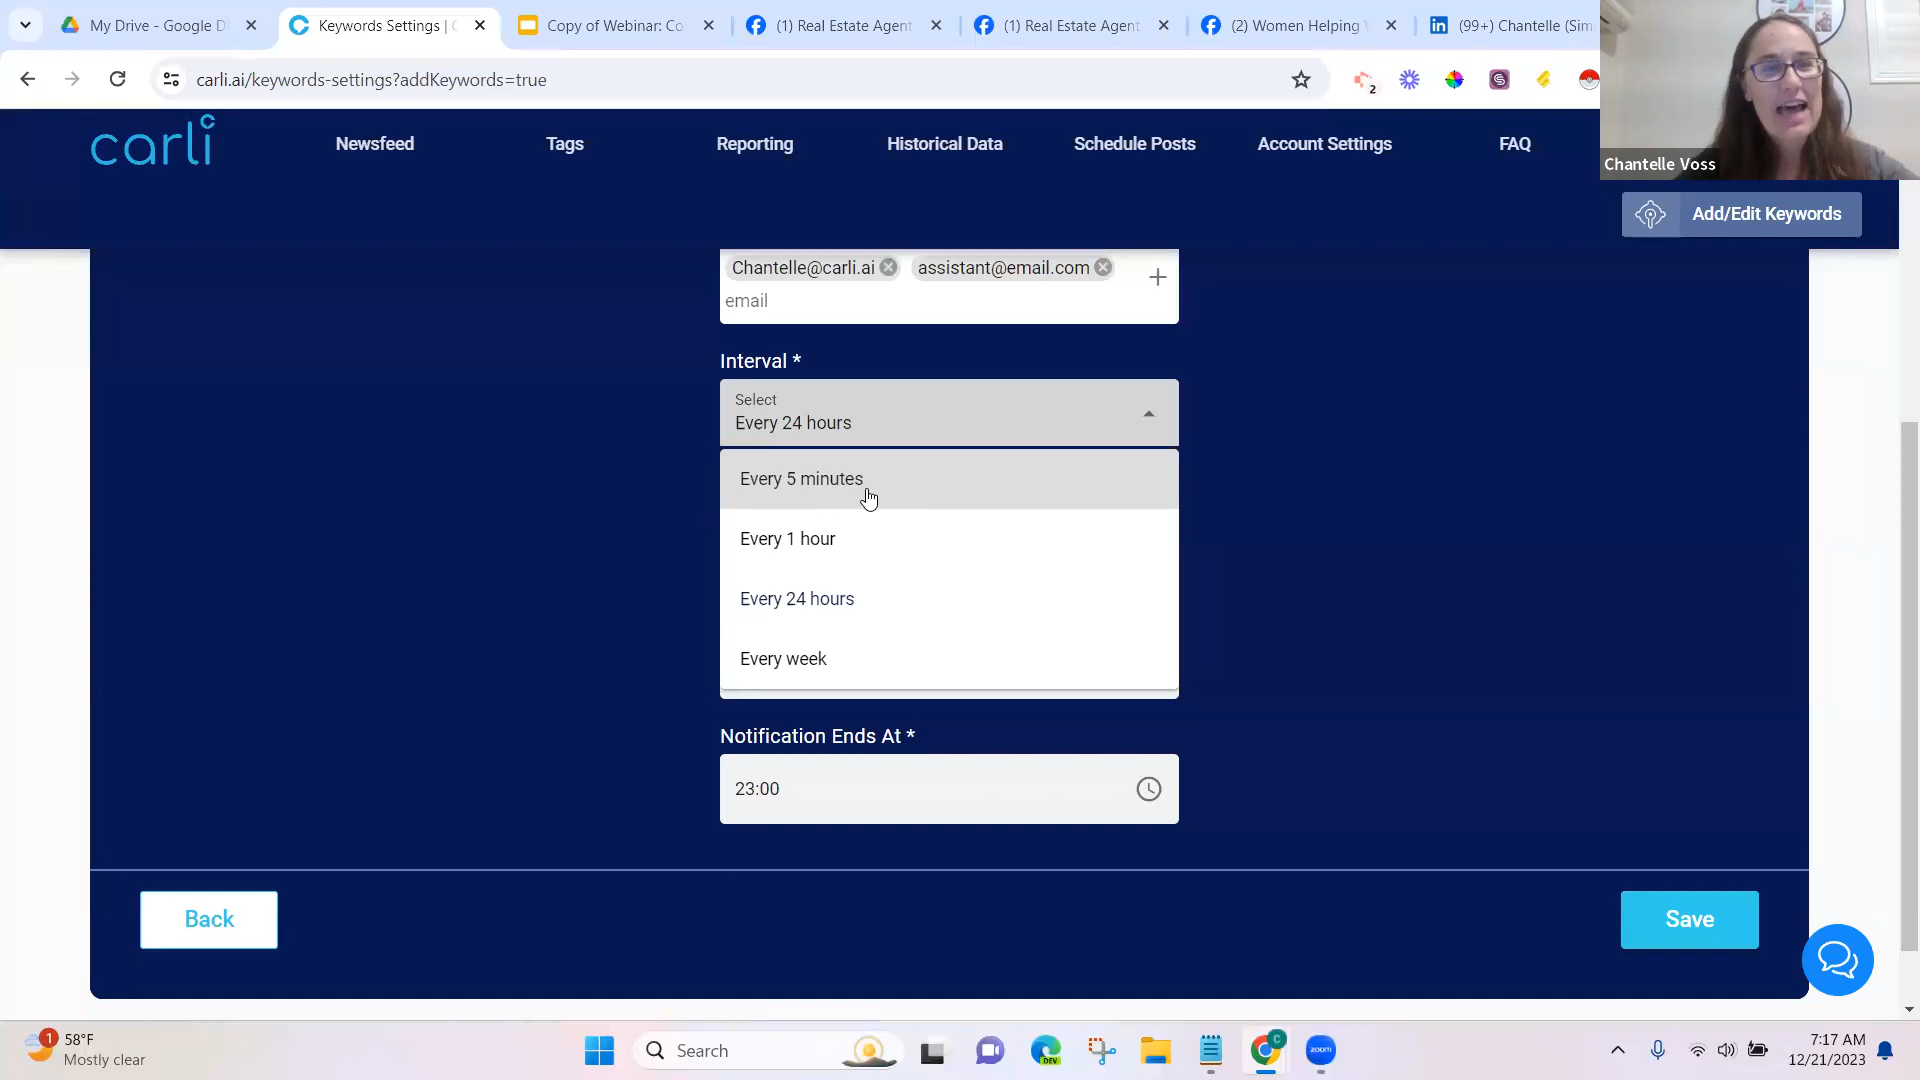 My Drive - Google D
Keywords Settings | C
Copy of Webinar: Co
(1) Real Estate Agent
(1) Real Estate Agent
(2) Women Helping
(99+) Chantelle (Sim
carli.ai/keywords-settings?addKeywords=true
2
Chantelle Voss
carli
Newsfeed
Tags
Reporting
Historical Data
Schedule Posts
Account Settings
FAQ
Add/Edit Keywords
Chantelle@carli.ai
assistant@email.com
email
Interval *
Select
Every 24 hours
Every 5 minutes
Every 1 hour
Every 24 hours
Every week
Notification Ends At *
23:00
Back
Save
1
58°F
Mostly clear
Search
DEV
C
zoom
7:17 AM
12/21/2023